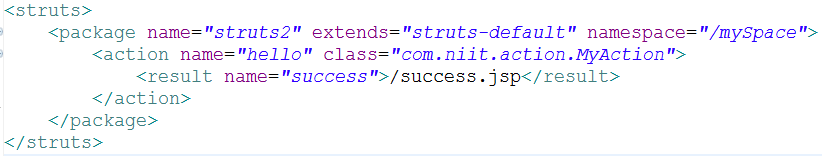 <struts>
    <package name="struts2" extends="struts-default" namespace="/mySpace">
        <action name="hello" class="com.niit.action.MyAction">
            <result name="success">/success.jsp</result>
        </action>
    </package>
</struts>